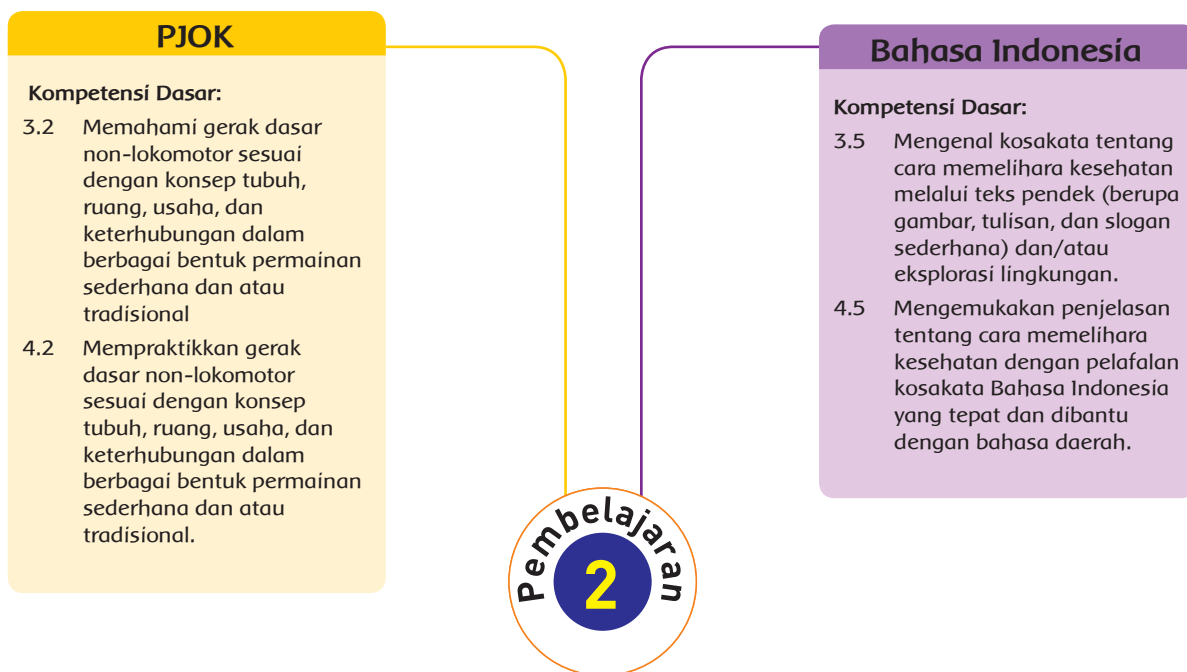 PJOK
Kompetensi Dasar:
3.2 Memahami gerak dasar
non-lokomotor sesuai
dengan konsep tubuh,
ruang, usaha, dan
keterhubungan dalam
berbagai bentuk permainan
sederhana dan atau
tradisional
4.2 Mempraktikkan gerak
dasar non-lokomotor
sesuai dengan konsep
tubuh, ruang, usaha, dan
keterhubungan dalam
berbagai bentuk permainan
sederhana dan atau
tradisional.
Bahasa Indonesia
Kompetensi Dasar:
3.5 Mengenal kosakata tentang
cara memelihara kesehatan
melalui teks pendek (berupa
gambar, tulisan, dan slogan
sederhana) dan/atau
eksplorasi lingkungan.
4.5 Mengemukakan penjelasan
tentang cara memelihara
kesehatan dengan pelafalan
kosakata Bahasa Indonesia
yang tepat dan dibantu
dengan bahasa daerah.
Pembelajaran
2